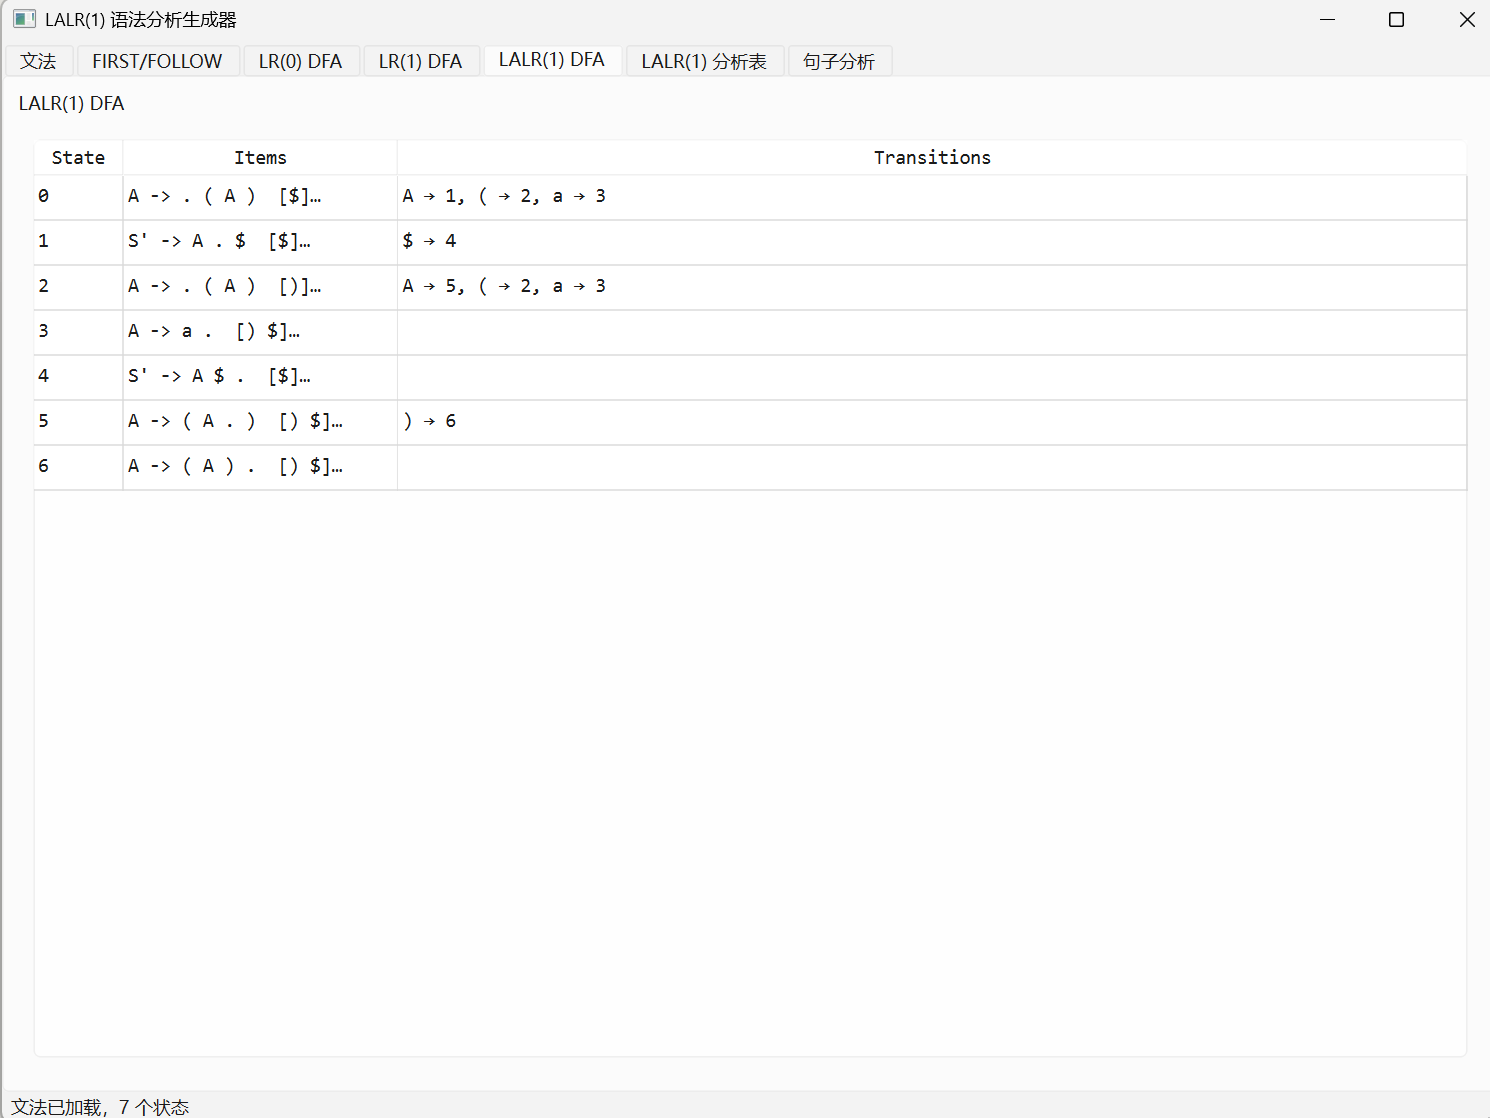 LALR(1) 语法分析生成器
文法 FIRST/FOLLOW LR(0) DFA LR(1) DFA LALR(1) DFA LALR(1) 分析表 句子分析
LALR(1) DFA
State Items Transitions
0 A -> . ( A )  [$]… A → 1, ( → 2, a → 3
1 S' -> A . $  [$]… $ → 4
2 A -> . ( A )  [)]… A → 5, ( → 2, a → 3
3 A -> a .  [) $]…
4 S' -> A $ .  [$]…
5 A -> ( A . )  [) $]… ) → 6
6 A -> ( A ) .  [) $]…
文法已加载，7 个状态